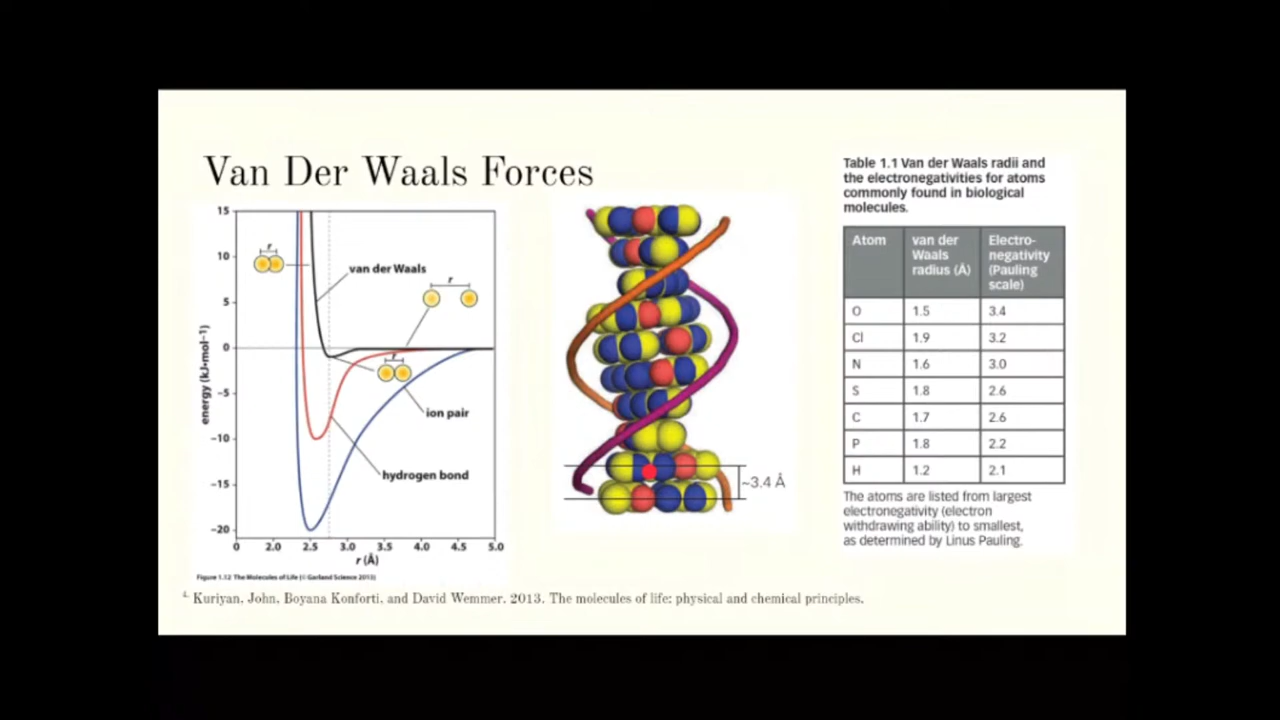 Van Der Waals Forces
15
10
5
0
−5
−10
−15
−20
energy (kJ•mol−1)
r
van der Waals
r
r
ion pair
hydrogen bond
0 2.0 2.5 3.0 3.5 4.0 4.5 5.0
r (Å)
Figure 1.12 The Molecules of Life (© Garland Science 2013)
~3.4 Å
Table 1.1 Van der Waals radii and
the electronegativities for atoms
commonly found in biological
molecules.
Atom van der Waals radius (Å) Electro-negativity (Pauling scale)
O 1.5 3.4
Cl 1.9 3.2
N 1.6 3.0
S 1.8 2.6
C 1.7 2.6
P 1.8 2.2
H 1.2 2.1
The atoms are listed from largest
electronegativity (electron
withdrawing ability) to smallest,
as determined by Linus Pauling.
4. Kuriyan, John, Boyana Konforti, and David Wemmer. 2013. The molecules of life: physical and chemical principles.